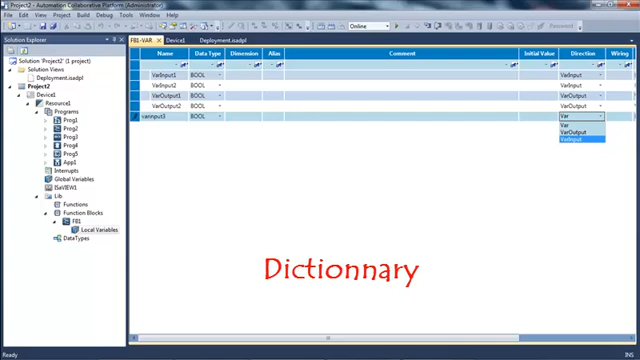 Project2 - Automation Collaborative Platform (Administrator)
File Edit View Project Build Debug Tools Window Help
Online
Solution Explorer
Solution 'Project2' (1 project)
Solution Views
Deployment.isadpl
Project2
Device1
Resource1
Programs
Prog1
Prog2
Prog3
Prog4
Prog5
App1
Interrupts
Global Variables
ISaVIEW1
Lib
Functions
Function Blocks
FB1
Local Variables
DataTypes
FB1-VAR Device1 Deployment.isadpl
Name Data Type Dimension Alias Comment Initial Value Direction Wiring
VarInput1 BOOL VarInput
VarInput2 BOOL VarInput
VarOutput1 BOOL VarOutput
VarOutput2 BOOL VarOutput
varinput3 BOOL Var
Var
VarOutput
VarInput
Dictionnary
Ready INS